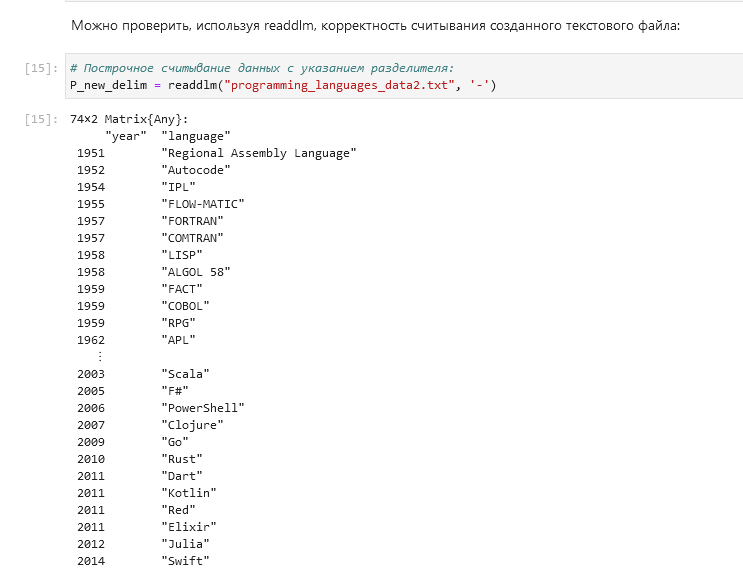 Можно проверить, используя readdlm, корректность считывания созданного текстового файла:
[15]: # Построчное считывание данных с указанием разделителя:
P_new_delim = readdlm("programming_languages_data2.txt", '-')
[15]: 74×2 Matrix{Any}:
"year" "language"
1951 "Regional Assembly Language"
1952 "Autocode"
1954 "IPL"
1955 "FLOW-MATIC"
1957 "FORTRAN"
1957 "COMTRAN"
1958 "LISP"
1958 "ALGOL 58"
1959 "FACT"
1959 "COBOL"
1959 "RPG"
1962 "APL"
⋮
2003 "Scala"
2005 "F#"
2006 "PowerShell"
2007 "Clojure"
2009 "Go"
2010 "Rust"
2011 "Dart"
2011 "Kotlin"
2011 "Red"
2011 "Elixir"
2012 "Julia"
2014 "Swift"